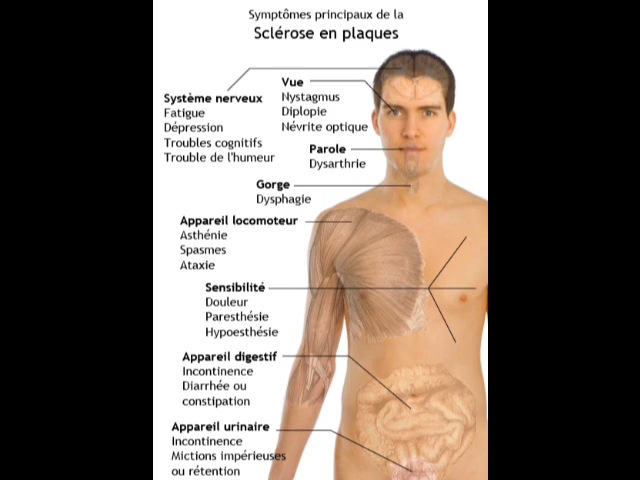 Symptômes principaux de la
Sclérose en plaques
Système nerveux
Fatigue
Dépression
Troubles cognitifs
Trouble de l'humeur
Vue
Nystagmus
Diplopie
Névrite optique
Parole
Dysarthrie
Gorge
Dysphagie
Appareil locomoteur
Asthénie
Spasmes
Ataxie
Sensibilité
Douleur
Paresthésie
Hypoesthésie
Appareil digestif
Incontinence
Diarrhée ou
constipation
Appareil urinaire
Incontinence
Mictions impérieuses
ou rétention